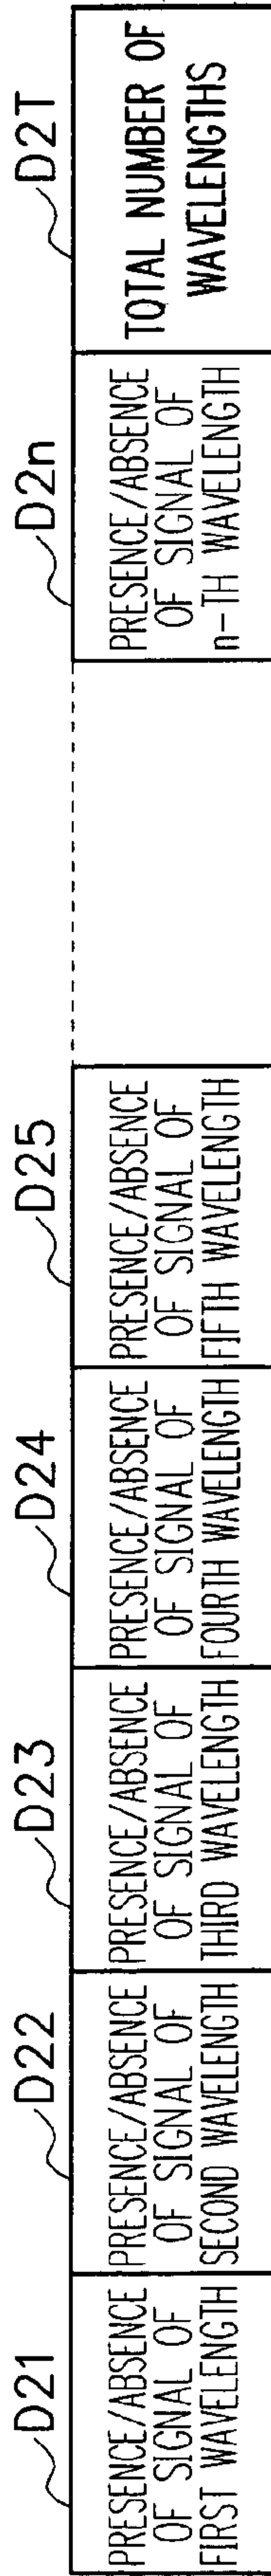 D21
PRESENCE/ABSENCE
OF SIGNAL OF
FIRST WAVELENGTH
D22
PRESENCE/ABSENCE
OF SIGNAL OF
SECOND WAVELENGTH
D23
PRESENCE/ABSENCE
OF SIGNAL OF
THIRD WAVELENGTH
D24
PRESENCE/ABSENCE
OF SIGNAL OF
FOURTH WAVELENGTH
D25
PRESENCE/ABSENCE
OF SIGNAL OF
FIFTH WAVELENGTH
D2n
PRESENCE/ABSENCE
OF SIGNAL OF
n-TH WAVELENGTH
D2T
TOTAL NUMBER OF
WAVELENGTHS